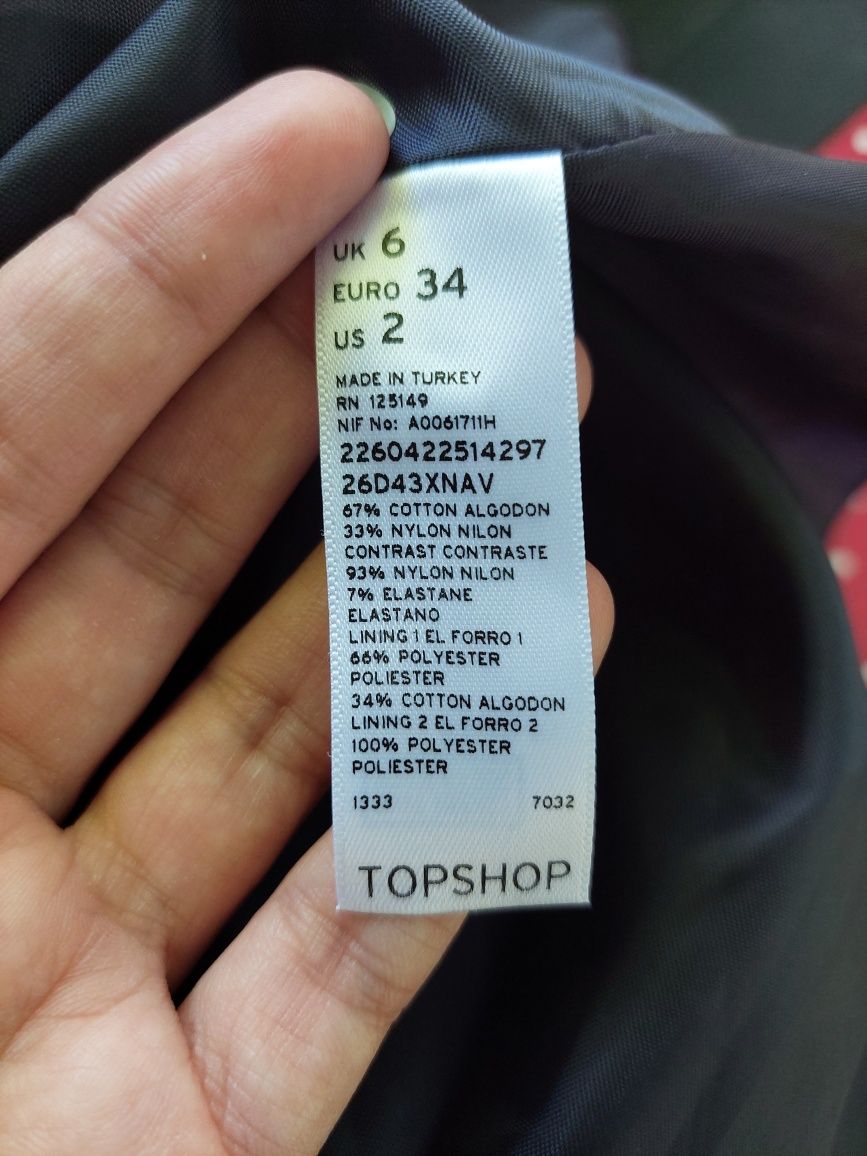 UK 6
EURO 34
US 2
MADE IN TURKEY
RN 125149
NIF No: A0061711H
2260422514297
26D43XNAV
67% COTTON ALGODON
33% NYLON NILON
CONTRAST CONTRASTE
93% NYLON NILON
7% ELASTANE
ELASTANO
LINING 1 EL FORRO 1
66% POLYESTER
POLIESTER
34% COTTON ALGODON
LINING 2 EL FORRO 2
100% POLYESTER
POLIESTER
1333 7032
TOPSHOP